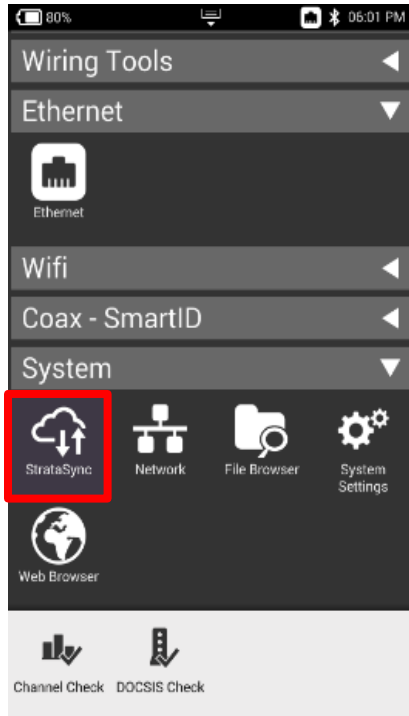 80% 06:01 PM
Wiring Tools
Ethernet
Ethernet
Wifi
Coax - SmartID
System
StrataSync Network File Browser System
Settings
Web Browser
Channel Check DOCSIS Check